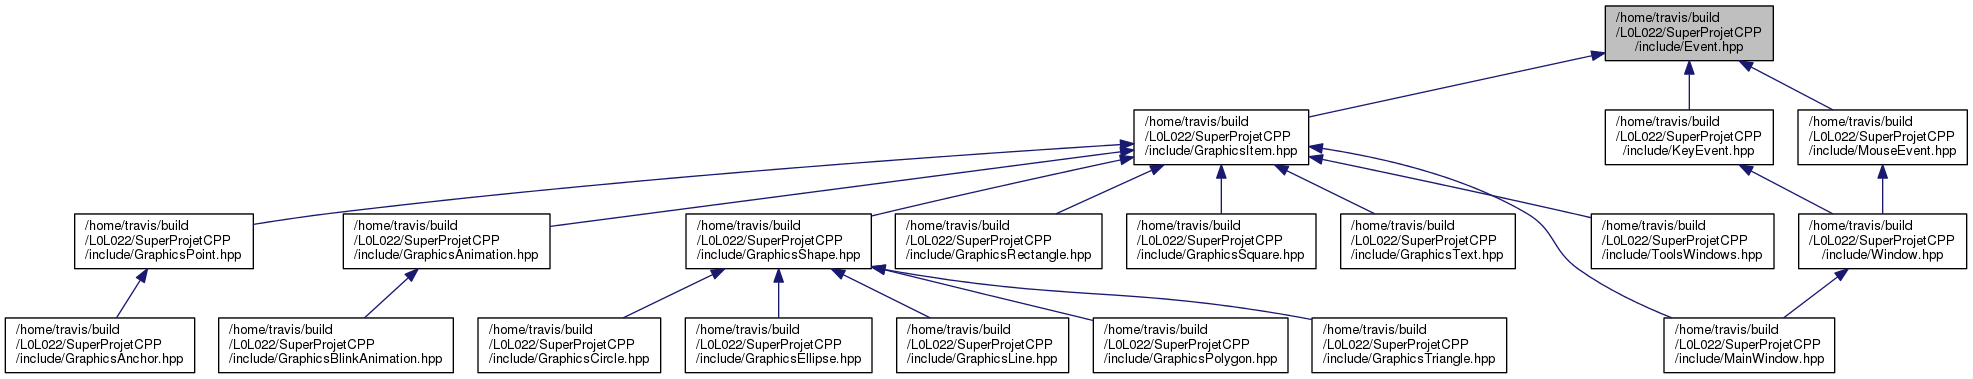 /home/travis/build
/L0L022/SuperProjetCPP
/include/Event.hpp
/home/travis/build
/L0L022/SuperProjetCPP
/include/GraphicsItem.hpp
/home/travis/build
/L0L022/SuperProjetCPP
/include/KeyEvent.hpp
/home/travis/build
/L0L022/SuperProjetCPP
/include/MouseEvent.hpp
/home/travis/build
/L0L022/SuperProjetCPP
/include/GraphicsPoint.hpp
/home/travis/build
/L0L022/SuperProjetCPP
/include/GraphicsAnimation.hpp
/home/travis/build
/L0L022/SuperProjetCPP
/include/GraphicsShape.hpp
/home/travis/build
/L0L022/SuperProjetCPP
/include/GraphicsRectangle.hpp
/home/travis/build
/L0L022/SuperProjetCPP
/include/GraphicsSquare.hpp
/home/travis/build
/L0L022/SuperProjetCPP
/include/GraphicsText.hpp
/home/travis/build
/L0L022/SuperProjetCPP
/include/ToolsWindows.hpp
/home/travis/build
/L0L022/SuperProjetCPP
/include/Window.hpp
/home/travis/build
/L0L022/SuperProjetCPP
/include/GraphicsAnchor.hpp
/home/travis/build
/L0L022/SuperProjetCPP
/include/GraphicsBlinkAnimation.hpp
/home/travis/build
/L0L022/SuperProjetCPP
/include/GraphicsCircle.hpp
/home/travis/build
/L0L022/SuperProjetCPP
/include/GraphicsEllipse.hpp
/home/travis/build
/L0L022/SuperProjetCPP
/include/GraphicsLine.hpp
/home/travis/build
/L0L022/SuperProjetCPP
/include/GraphicsPolygon.hpp
/home/travis/build
/L0L022/SuperProjetCPP
/include/GraphicsTriangle.hpp
/home/travis/build
/L0L022/SuperProjetCPP
/include/MainWindow.hpp